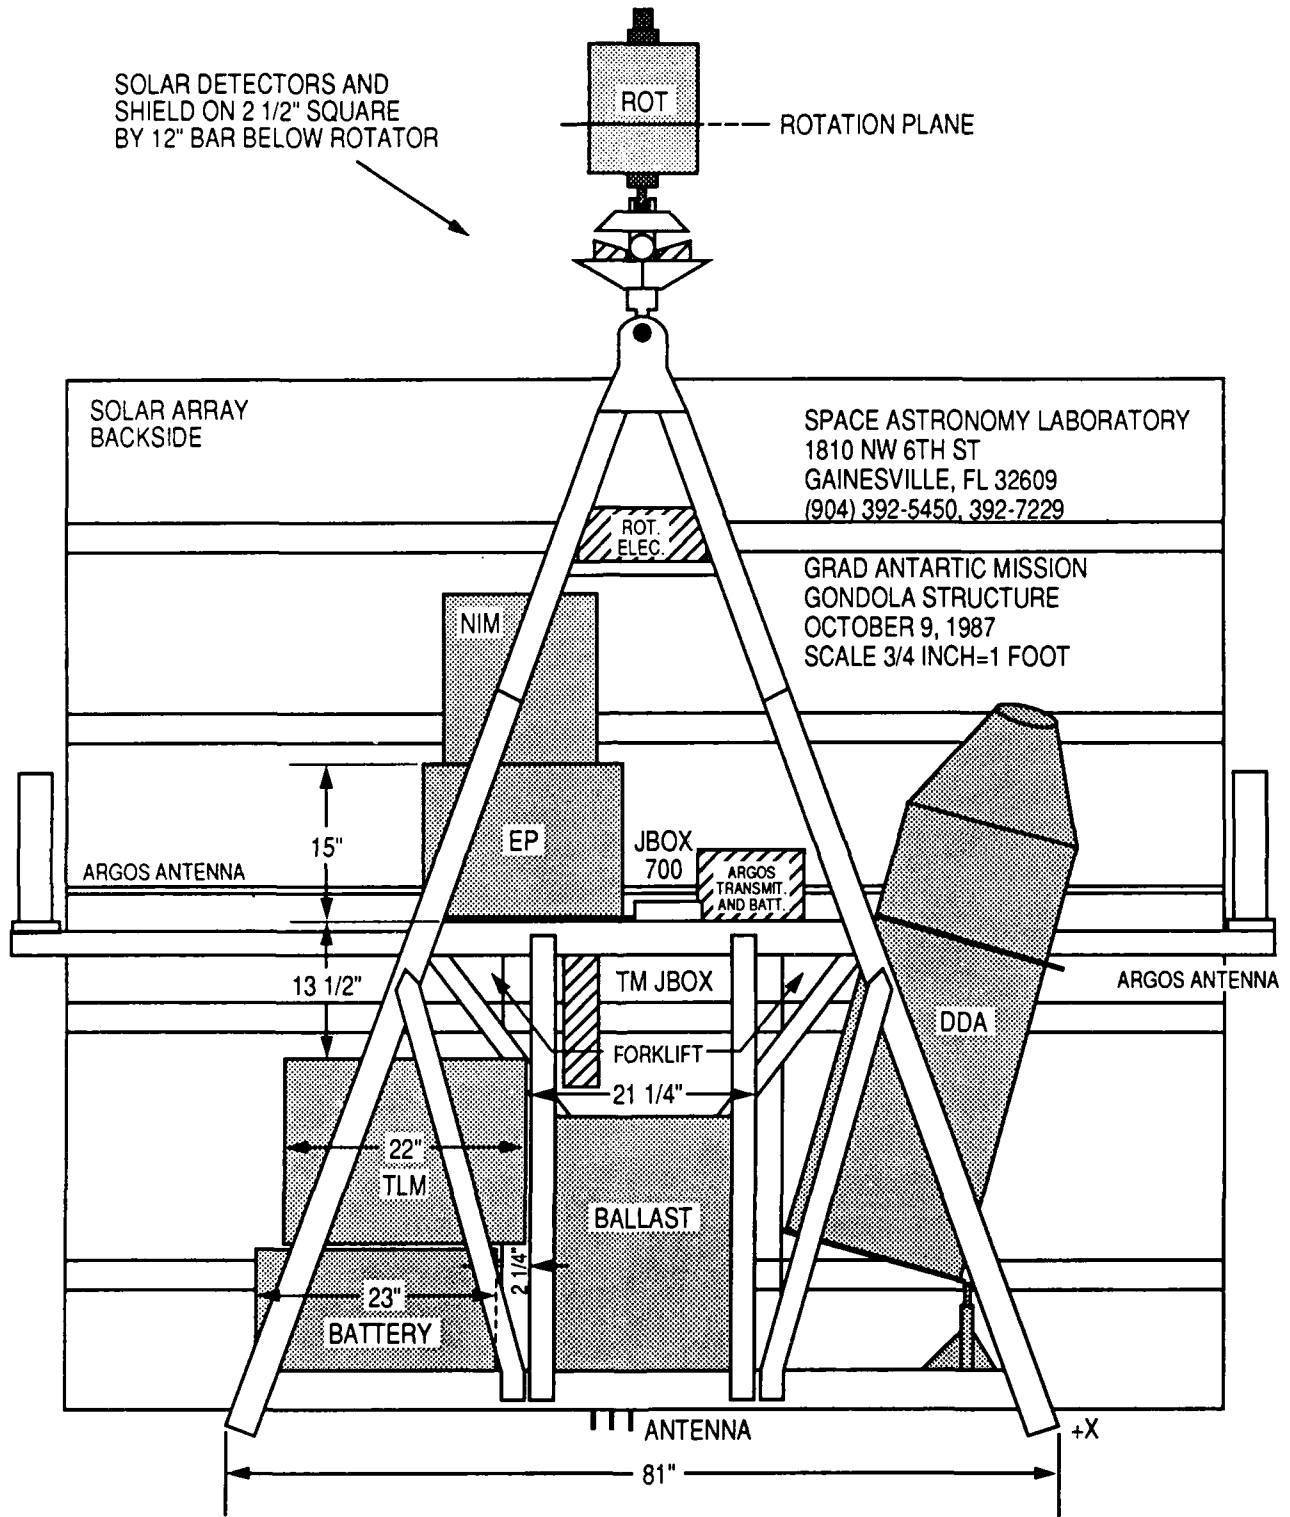 SOLAR DETECTORS AND
SHIELD ON 2 1/2" SQUARE
BY 12" BAR BELOW ROTATOR
ROT
ROTATION PLANE
SOLAR ARRAY
BACKSIDE
SPACE ASTRONOMY LABORATORY
1810 NW 6TH ST
GAINESVILLE, FL 32609
(904) 392-5450, 392-7229
ROT.
ELEC.
GRAD ANTARTIC MISSION
GONDOLA STRUCTURE
OCTOBER 9, 1987
SCALE 3/4 INCH=1 FOOT
NIM
15"
EP
JBOX
700
ARGOS
TRANSMIT.
AND BATT.
ARGOS ANTENNA
13 1/2"
TM JBOX
ARGOS ANTENNA
DDA
FORKLIFT
21 1/4"
22"
TLM
BALLAST
2 1/4"
23"
BATTERY
ANTENNA
+X
81"